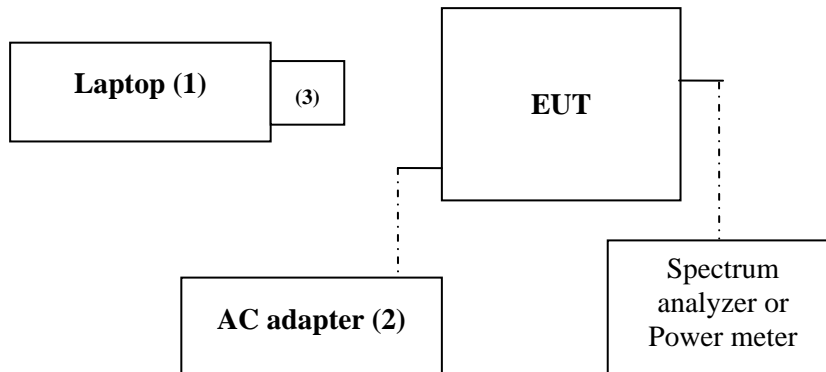 Laptop (1)
(3)
EUT
AC adapter (2)
Spectrum
analyzer or
Power meter